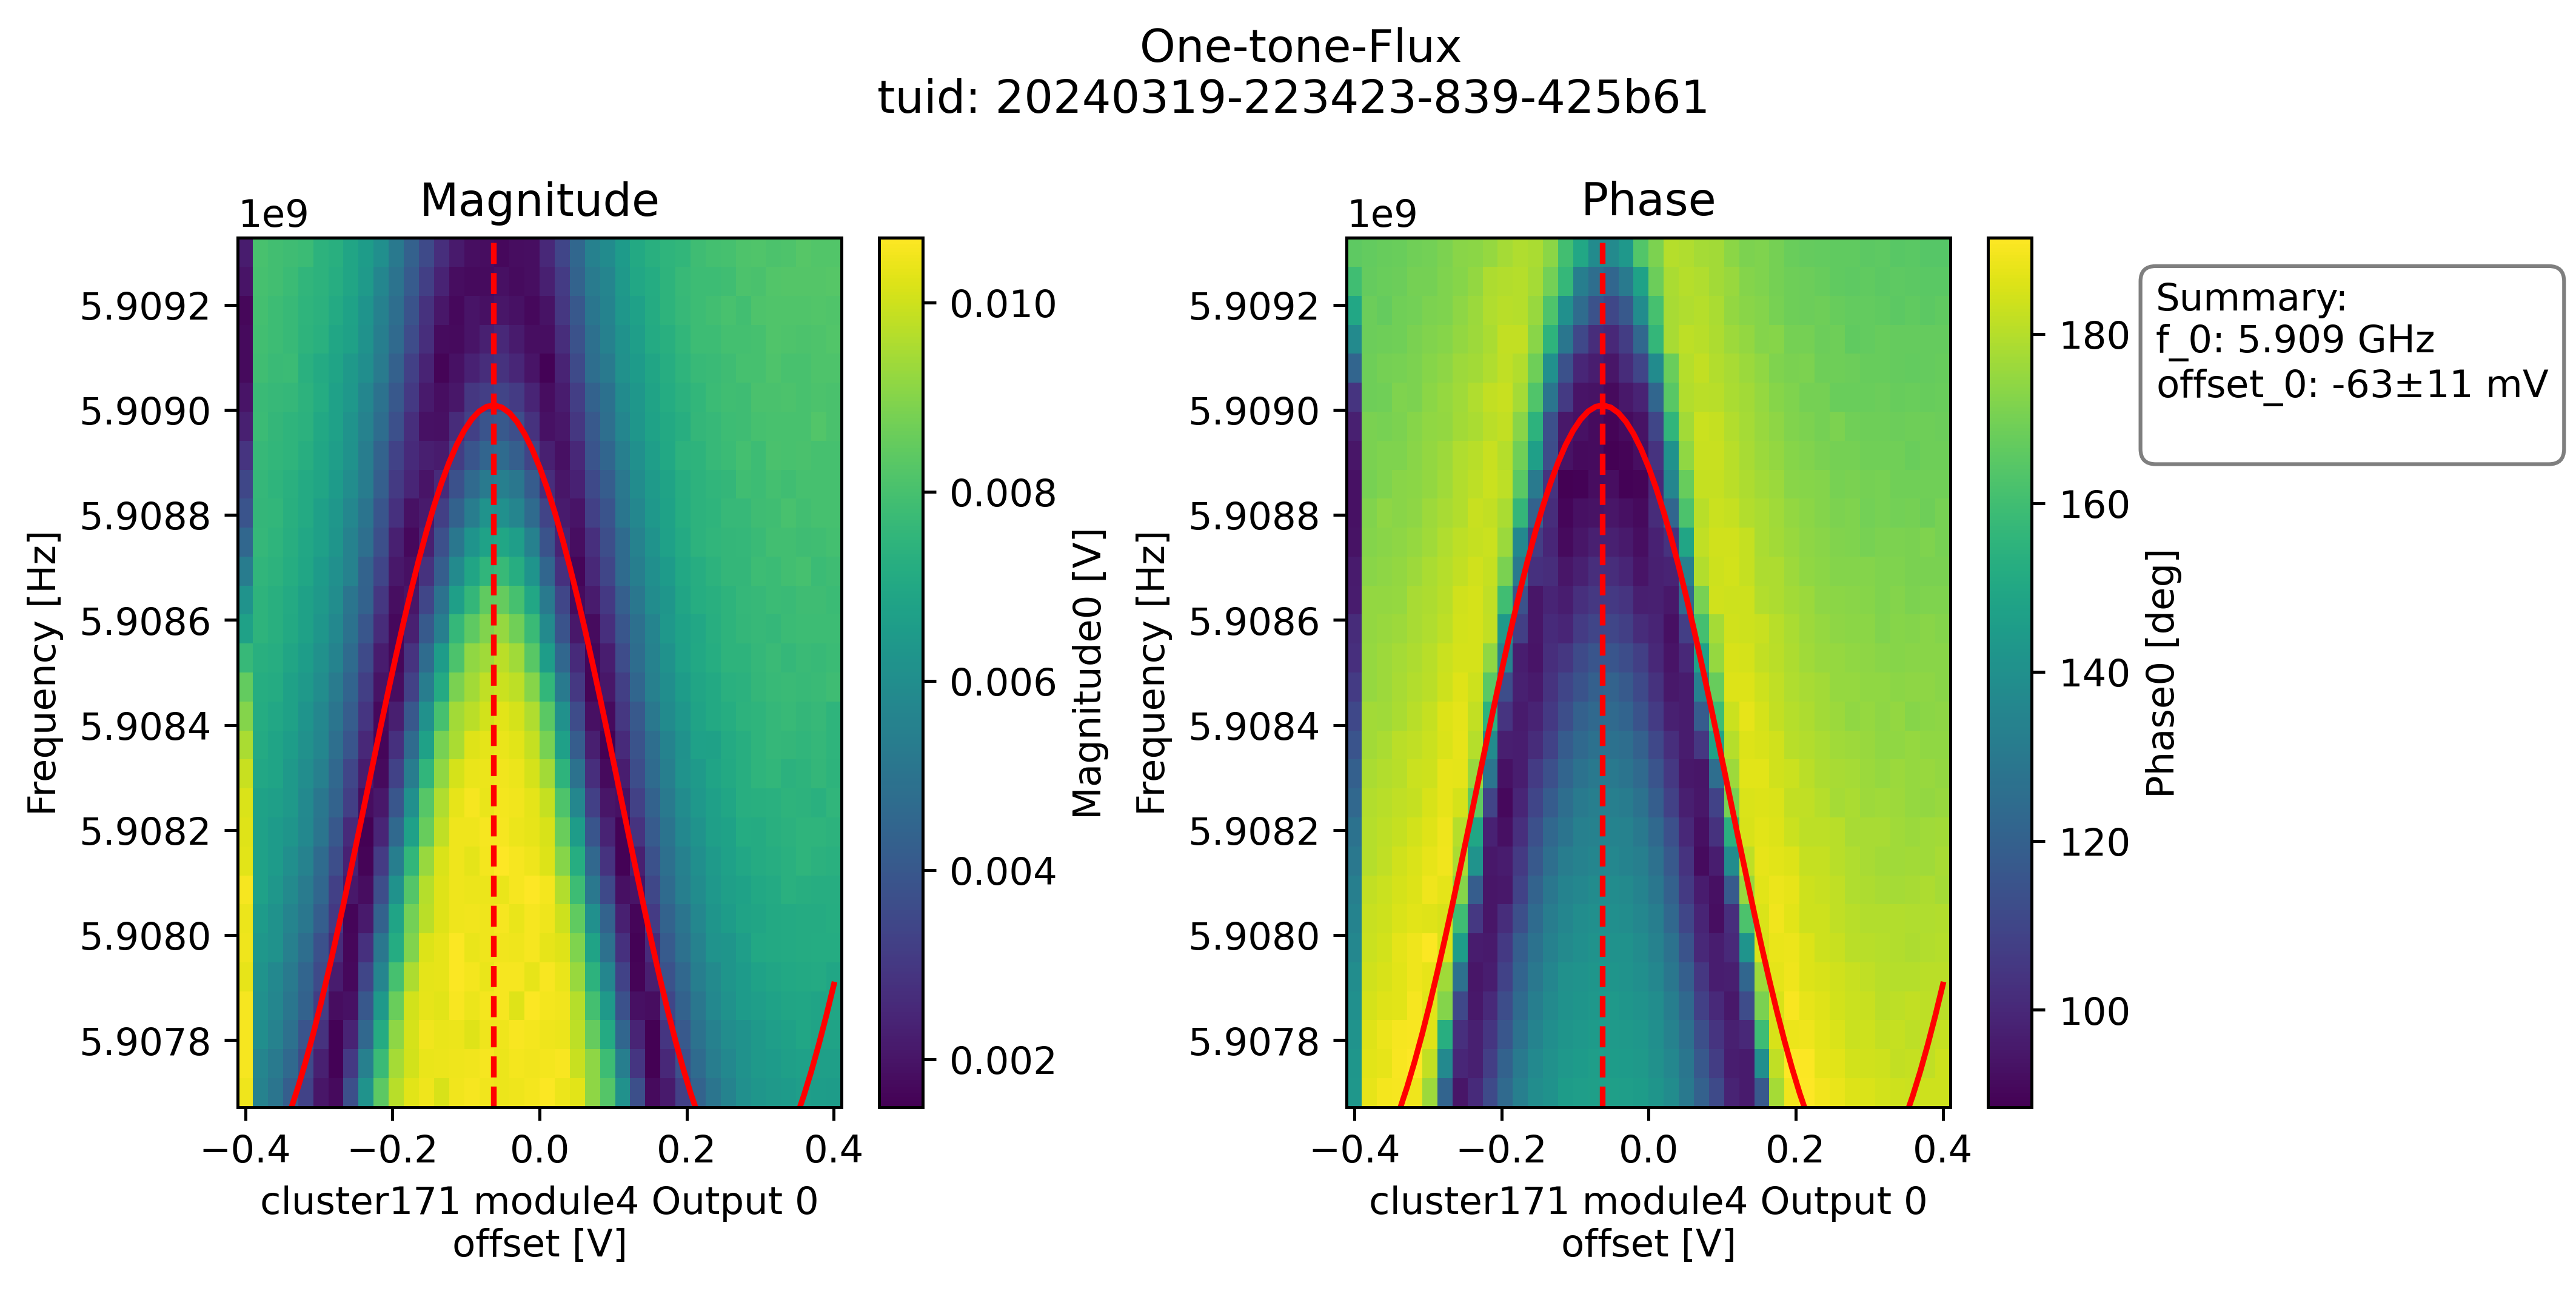 One-tone-Flux
tuid: 20240319-223423-839-425b61
Magnitude
1e9
5.9092
5.9090
5.9088
5.9086
5.9084
5.9082
5.9080
5.9078
Frequency [Hz]
−0.4
−0.2
0.0
0.2
0.4
cluster171 module4 Output 0
offset [V]
0.010
0.008
0.006
0.004
0.002
Magnitude0 [V]
Phase
1e9
5.9092
5.9090
5.9088
5.9086
5.9084
5.9082
5.9080
5.9078
Frequency [Hz]
−0.4
−0.2
0.0
0.2
0.4
cluster171 module4 Output 0
offset [V]
180
160
140
120
100
Phase0 [deg]
Summary:
f_0: 5.909 GHz
offset_0: -63±11 mV